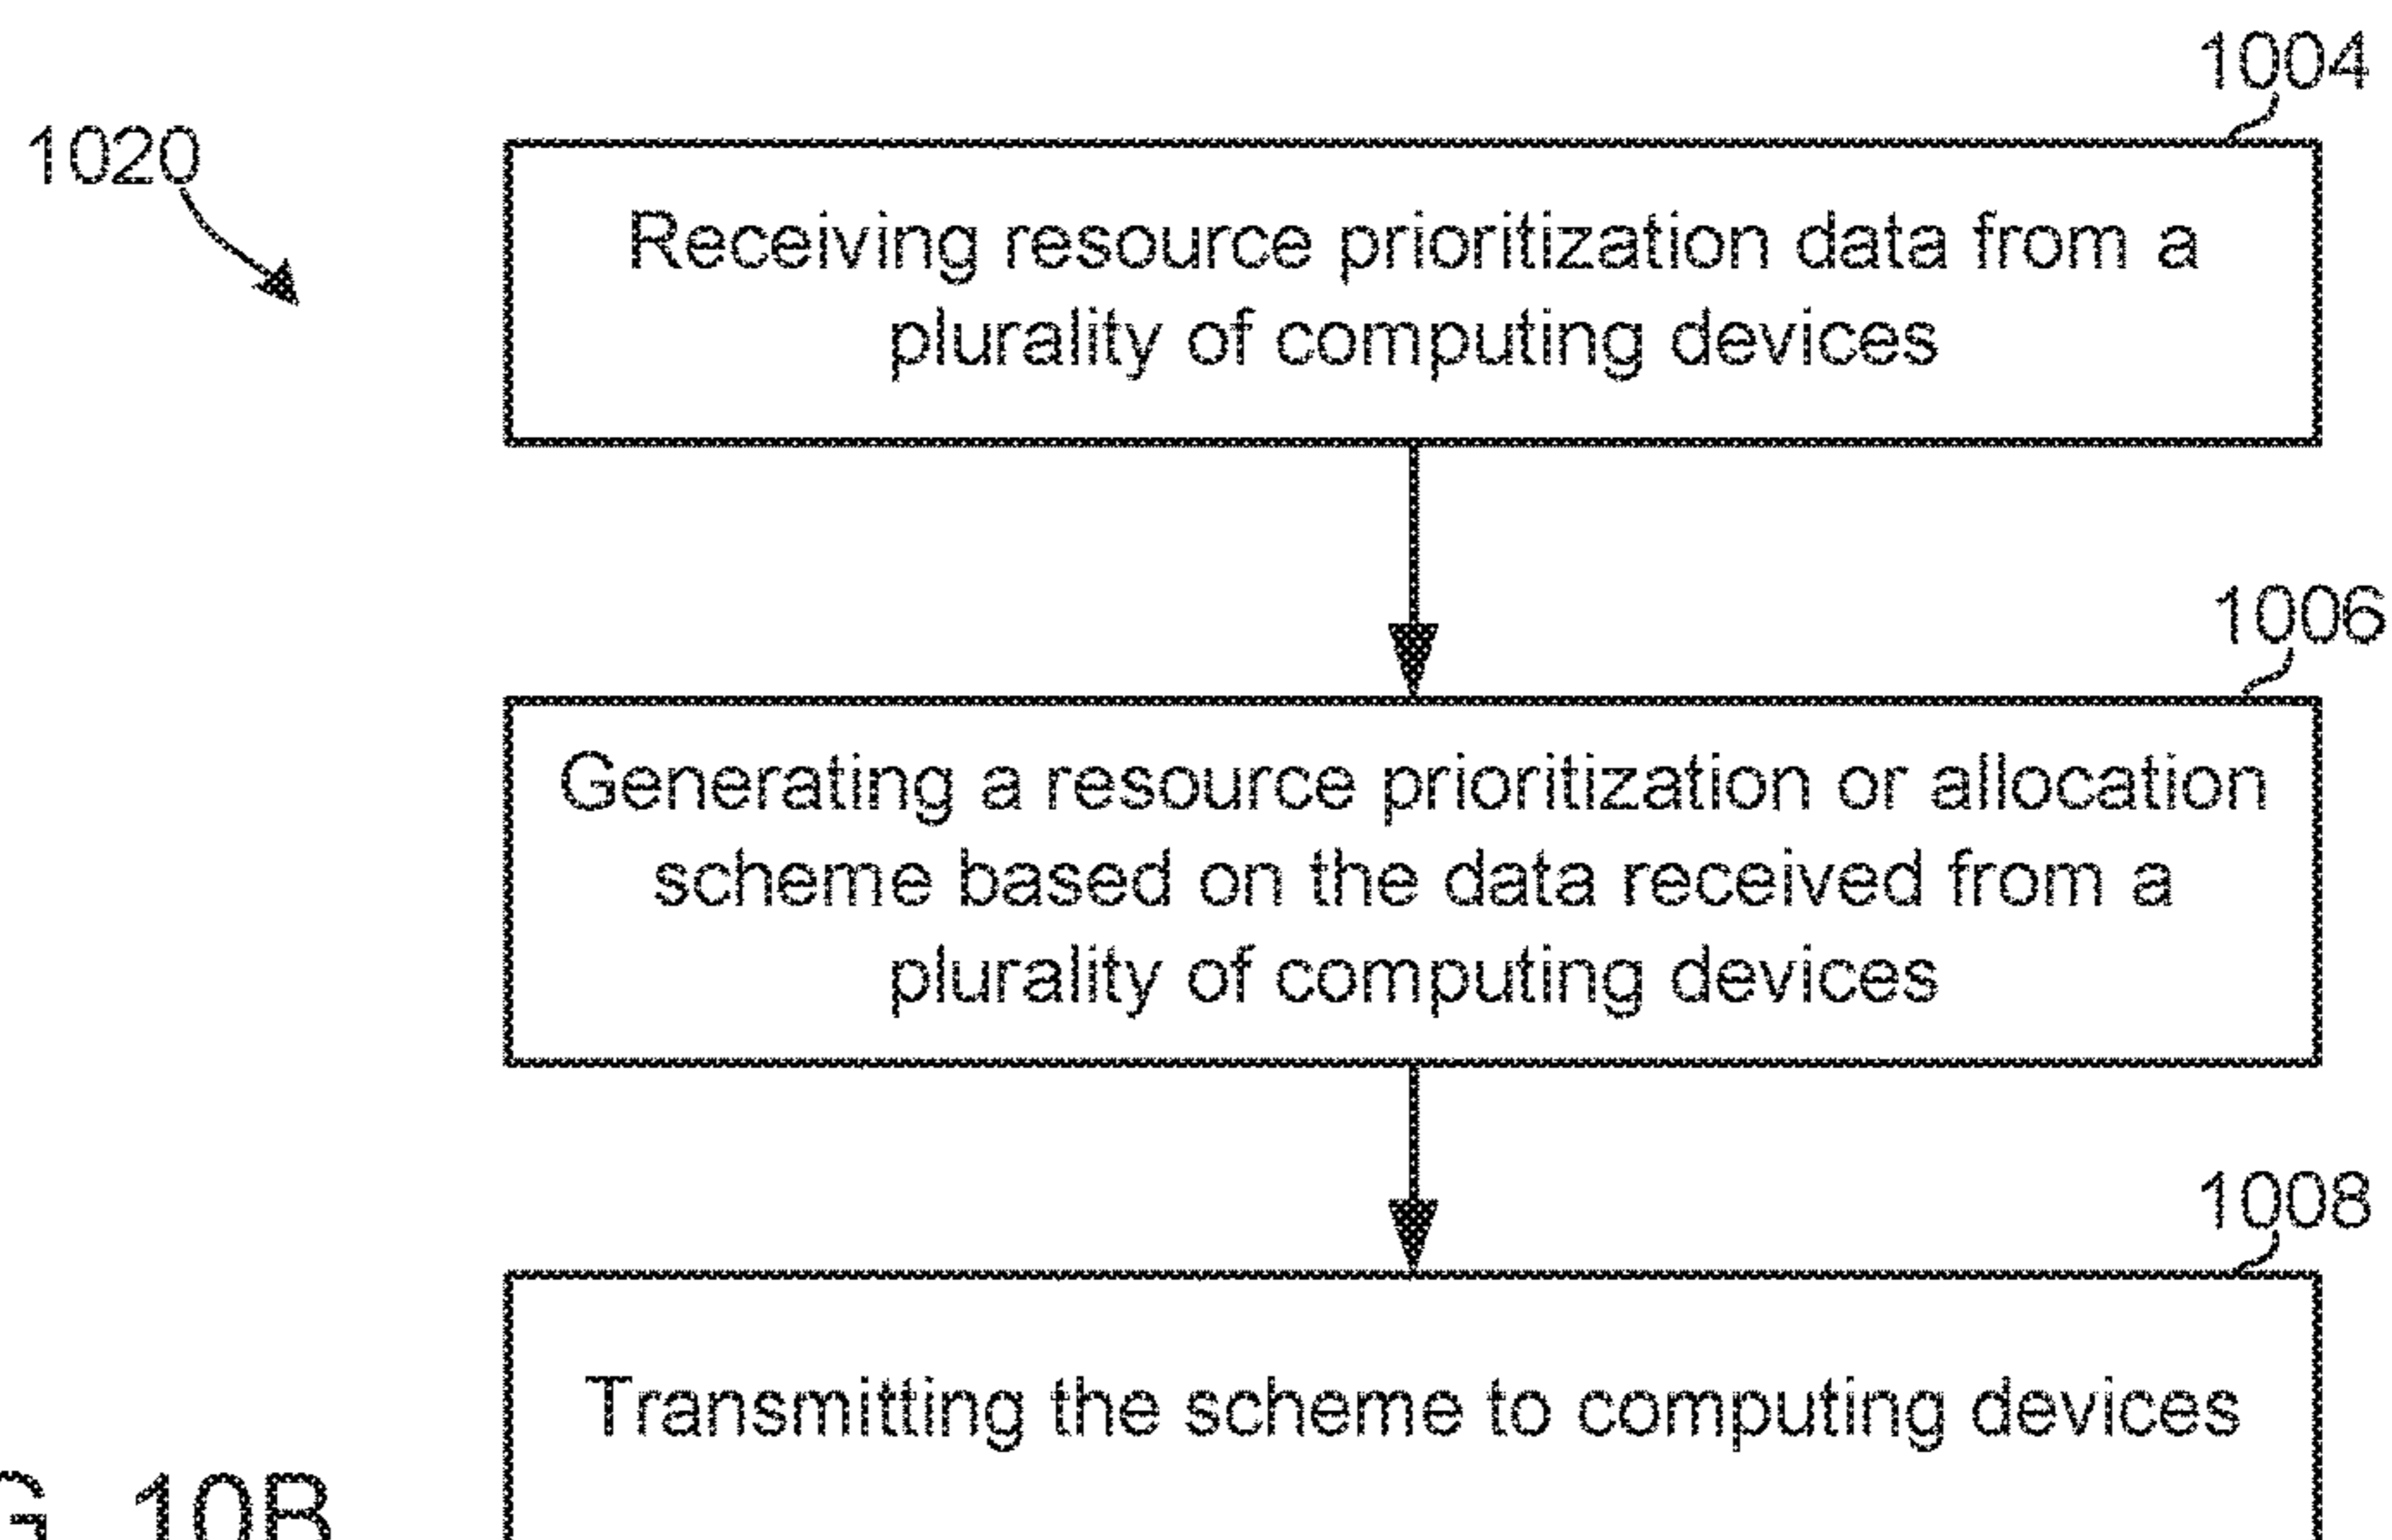 1004
1020
Receiving resource prioritization data from a
plurality of computing devices
1006
Generating a resource prioritization or allocation
scheme based on the data received from a
plurality of computing devices
1008
Transmitting the scheme to computing devices
G 10B